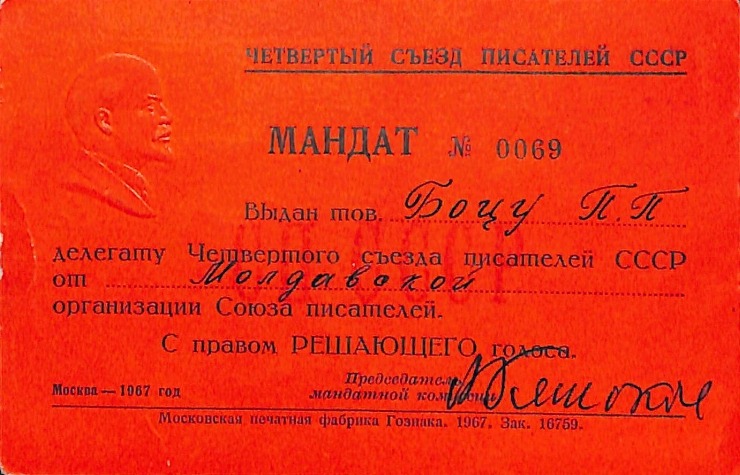 ЧЕТВЕРТЫЙ СЪЕЗД ПИСАТЕЛЕЙ СССР
МАНДАТ № 0069
Выдан тов. Боцу П.П
делегату Четвертого съезда писателей СССР
от Молдавской
организации Союза писателей.
С правом РЕШАЮЩЕГО голоса.
Председатель
мандатной комиссии
Москва — 1967 год
Московская печатная фабрика Гознака. 1967. Зак. 16759.